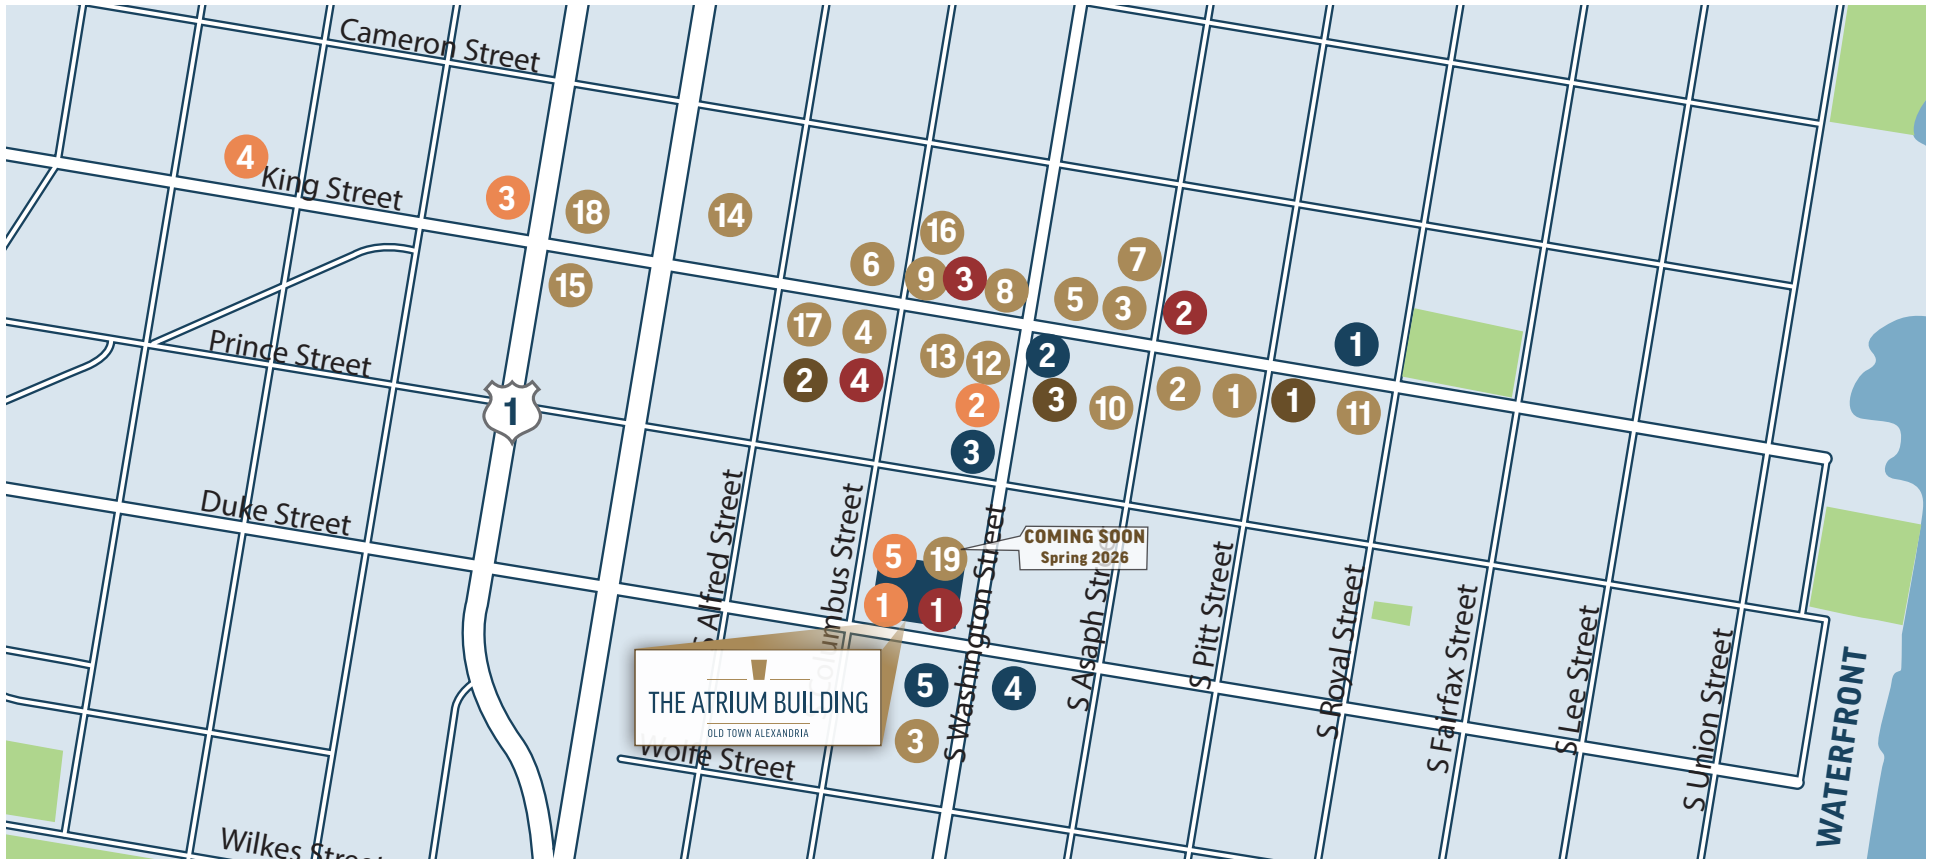 Cameron Street
4
King Street
3
18
14
16
6
9
3
8
7
5
3
2
15
17
4
13
12
2
1
2
4
2
3
10
2
1
1
11
Prince Street
1
3
Duke Street
S Alfred Street
olumbus Street
S Washington Street
5
19
COMING SOON
Spring 2026
1
1
S Asaph Street
S Pitt Street
S Royal Street
S Fairfax Street
S Lee Street
S Union Street
WATERFRONT
THE ATRIUM BUILDING
OLD TOWN ALEXANDRIA
5
4
3
Wolfe Street
Wilkes Street